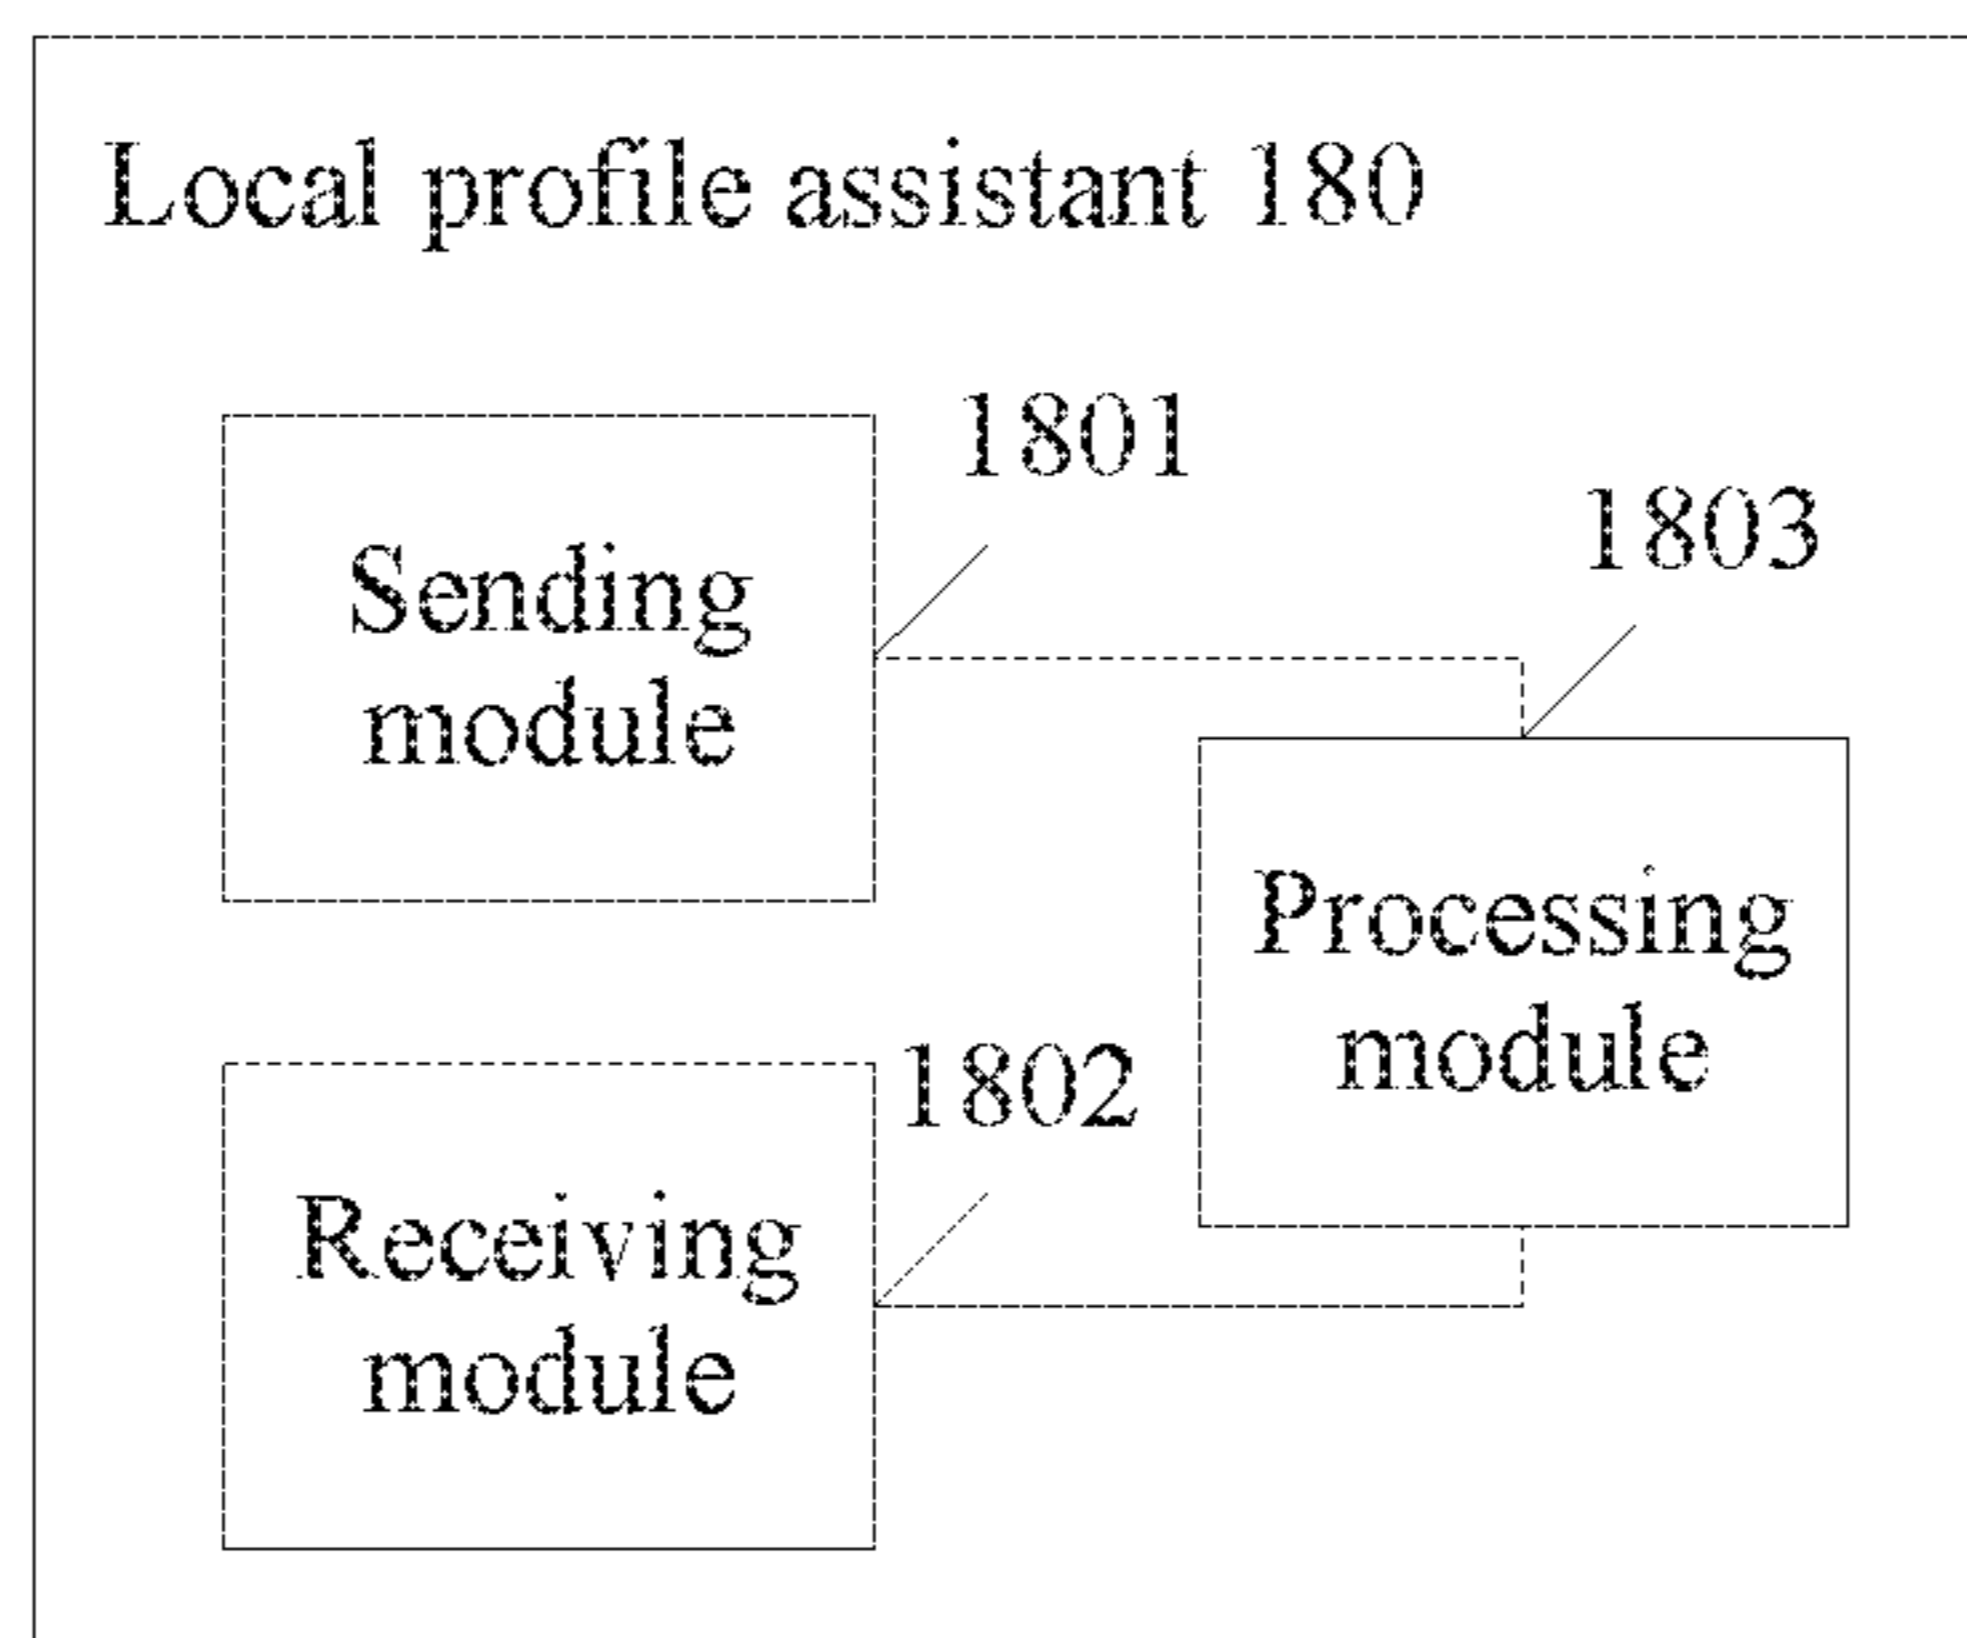 Local profile assistant 180
1801
Sending
module
1803
Processing
module
1802
Receiving
module